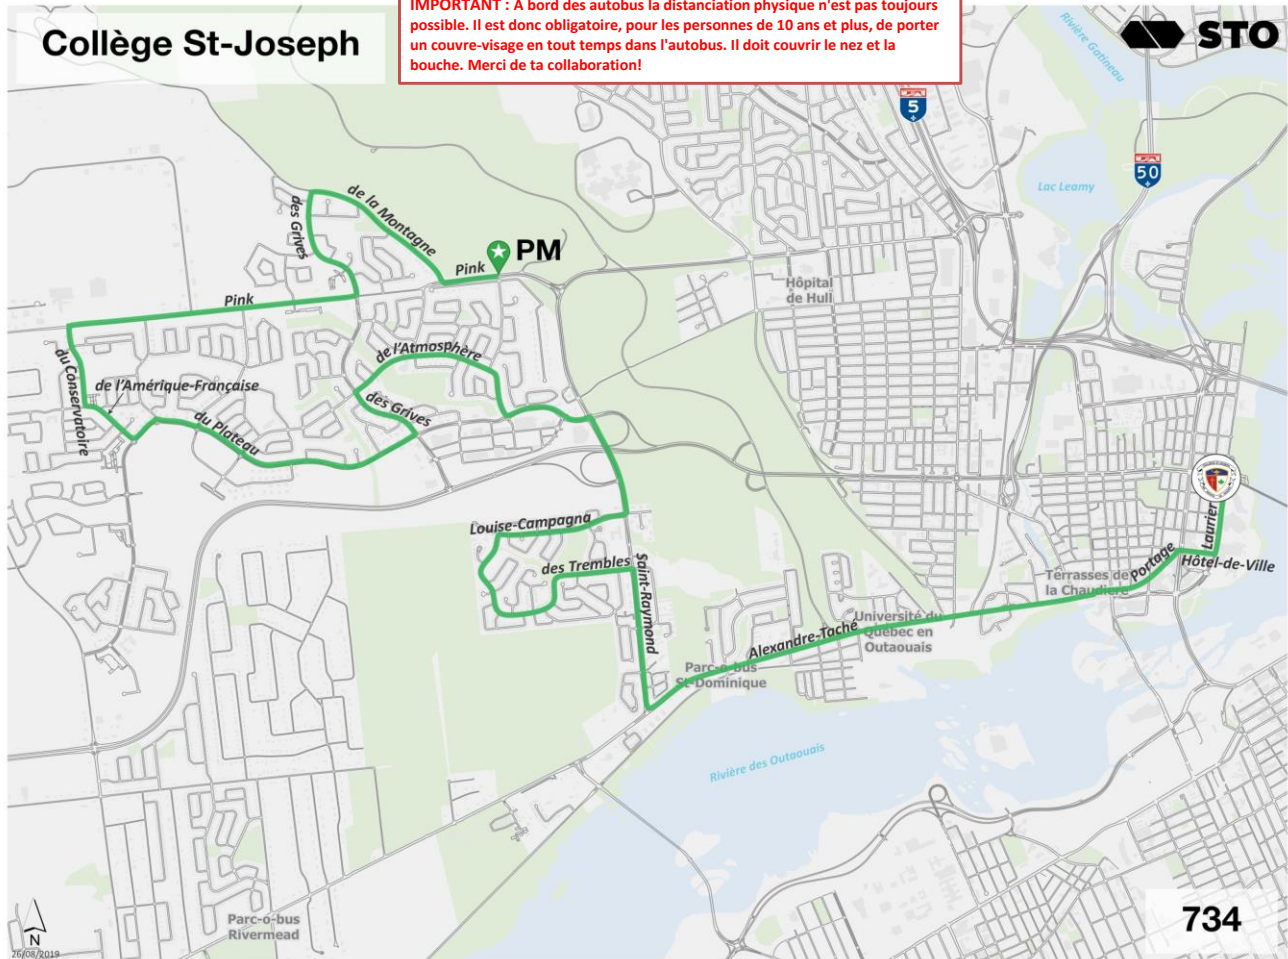 IMPORTANT : À bord des autobus la distanciation physique n'est pas toujours
possible. Il est donc obligatoire, pour les personnes de 10 ans et plus, de porter
un couvre-visage en tout temps dans l'autobus. Il doit couvrir le nez et la
bouche. Merci de ta collaboration!
Collège St-Joseph
STO
Rivière Gatineau
5
50
Lac Leamy
de la Montagne
des Grives
PM
Pink
Pink
Hôpital
de Hull
de l'Atmosphère
du Conservatoire
de l'Amérique-Française
des Grives
du Plateau
Louise-Campagna
des Trembles
Saint-Raymond
Laurier
Portage
Hôtel-de-Ville
Terrasses de
la Chaudière
Université du
Québec en
Outaouais
Alexandre-Taché
Parc-o-bus
St-Dominique
Rivière des Outaouais
Parc-o-bus
Rivermead
N
26/08/2019
734